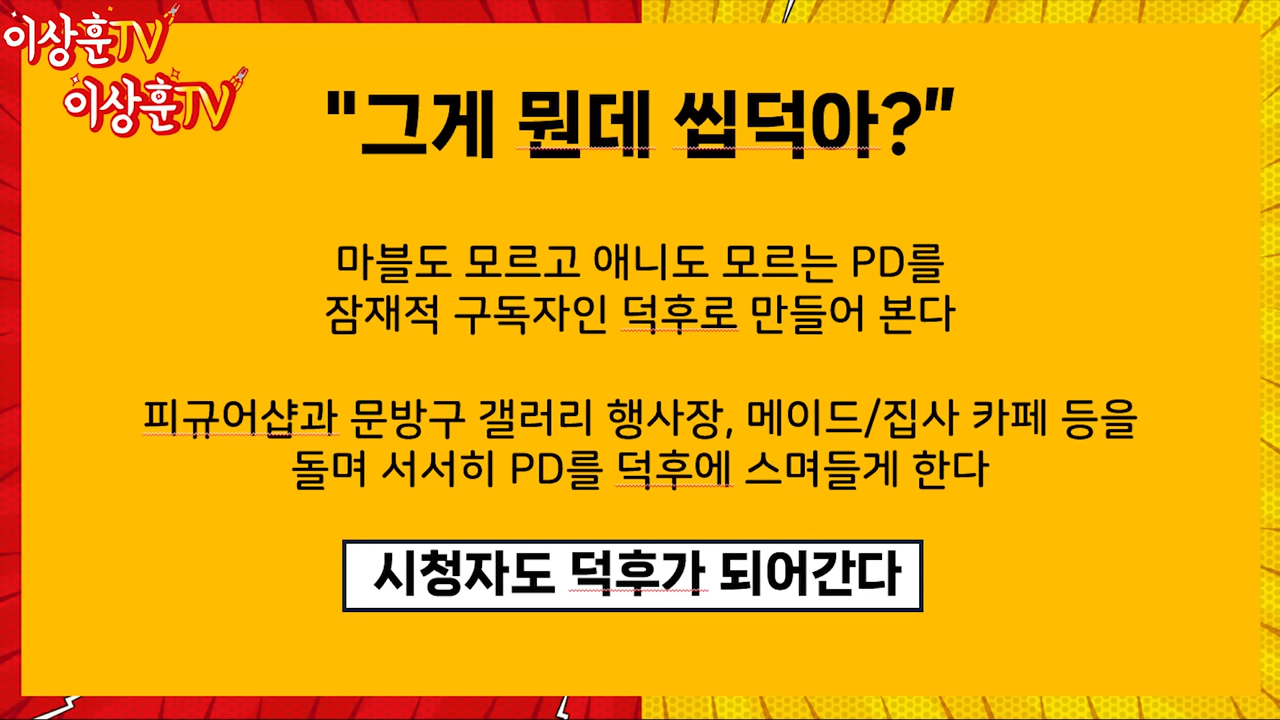 이상훈TV
이상훈TV
"그게 뭔데 씹덕아?"
마블도 모르고 애니도 모르는 PD를
잠재적 구독자인 덕후로 만들어 본다
피규어샵과 문방구 갤러리 행사장, 메이드/집사 카페 등을
돌며 서서히 PD를 덕후에 스며들게 한다
시청자도 덕후가 되어간다